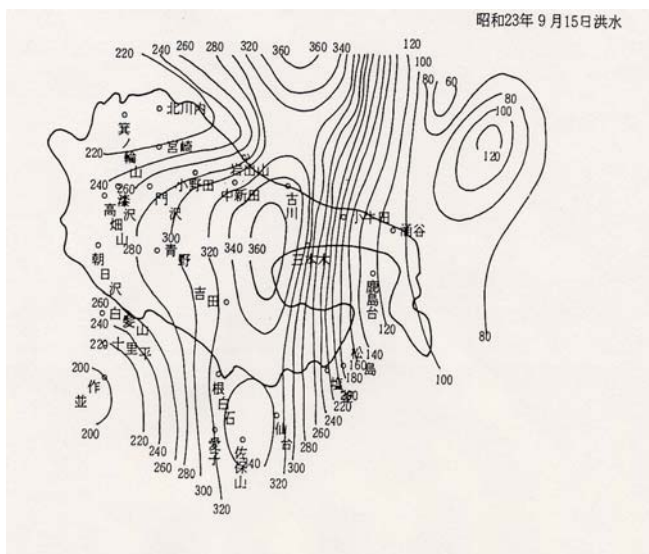 昭和23年9月15日洪水
220
240
260
280
320
360
360
340
120
100
80
60
80
100
120
北川内
箕ノ輪山
宮崎
220
岩出山
240
260
小野田
中新田
古川
漆沢
門沢
高畑山
小牛田
涌谷
300
320
340
360
280
青野
三本木
朝日沢
鹿島台
吉田
260
白髪山
120
240
十里平
220
80
松島
140
160
180
100
200
作並
根白石
220
260
200
220
240
愛子
仙台
佐保山
340
240
260
280
260
280
300
300
320
320